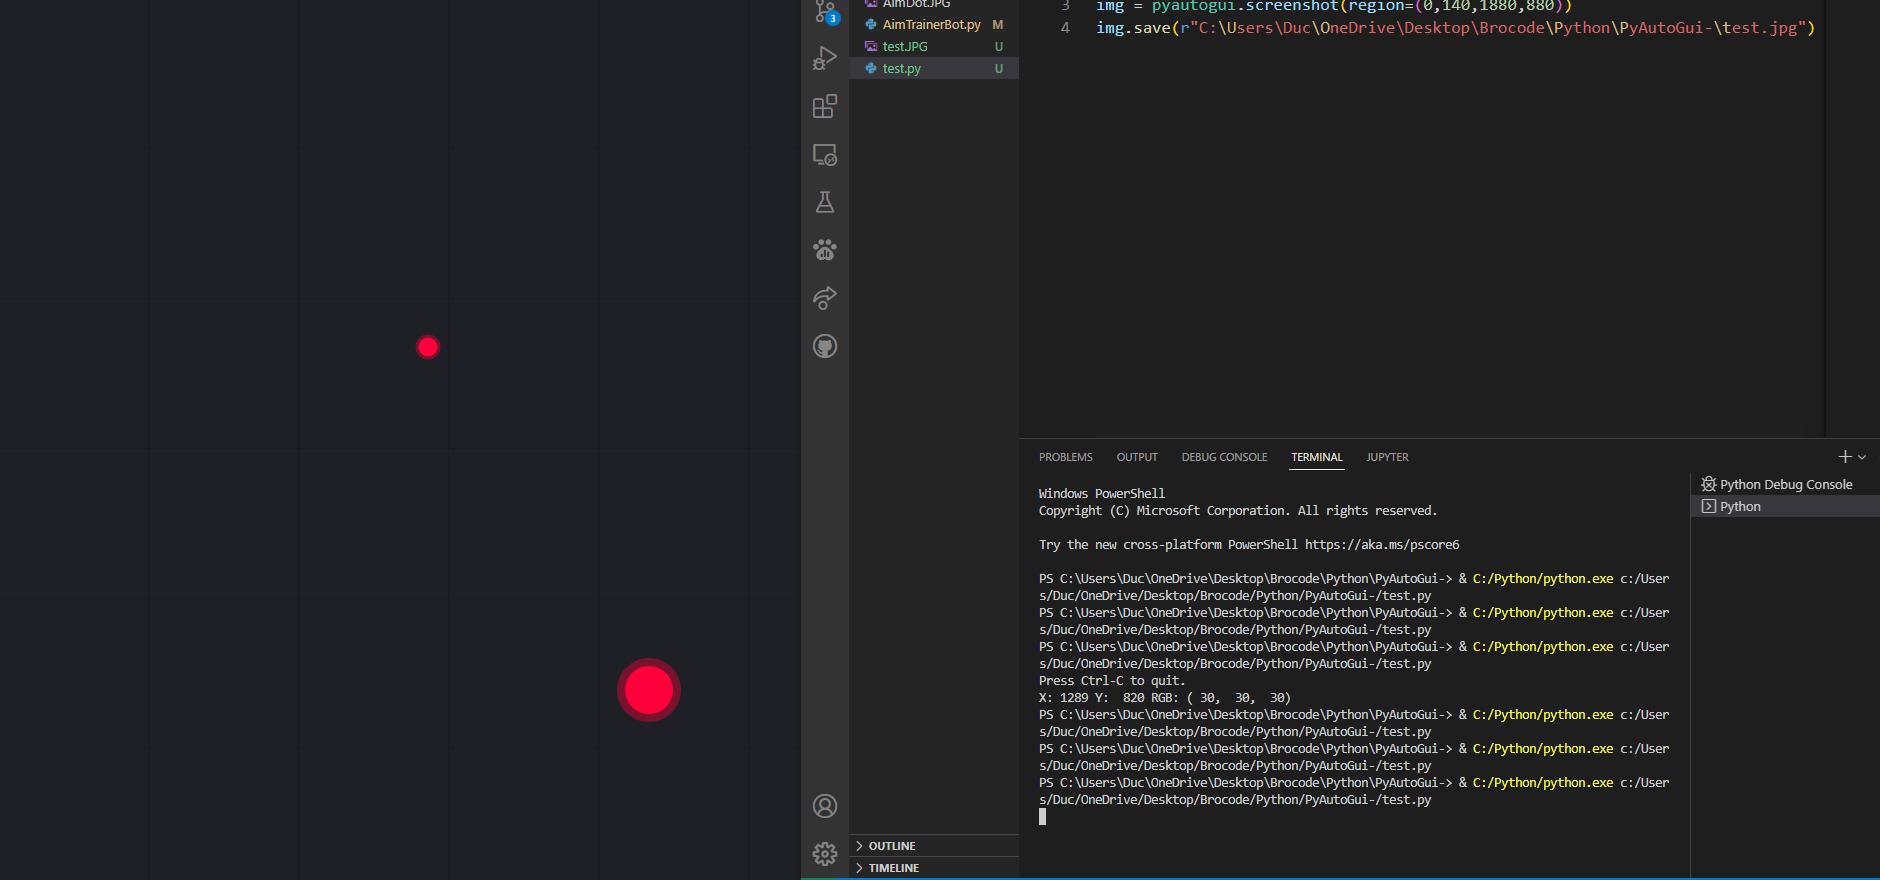 3
AimDot.JPG
AimTrainerBot.py M
test.JPG U
test.py U
3 img = pyautogui.screenshot(region=(0,140,1880,880))
4 img.save(r"C:\Users\Duc\OneDrive\Desktop\Brocode\Python\PyAutoGui-\test.jpg")
PROBLEMS OUTPUT DEBUG CONSOLE TERMINAL JUPYTER
Python Debug Console
Python
Windows PowerShell
Copyright (C) Microsoft Corporation. All rights reserved.
Try the new cross-platform PowerShell https://aka.ms/pscore6
PS C:\Users\Duc\OneDrive\Desktop\Brocode\Python\PyAutoGui-> & C:/Python/python.exe c:/User
s/Duc/OneDrive/Desktop/Brocode/Python/PyAutoGui-/test.py
PS C:\Users\Duc\OneDrive\Desktop\Brocode\Python\PyAutoGui-> & C:/Python/python.exe c:/User
s/Duc/OneDrive/Desktop/Brocode/Python/PyAutoGui-/test.py
PS C:\Users\Duc\OneDrive\Desktop\Brocode\Python\PyAutoGui-> & C:/Python/python.exe c:/User
s/Duc/OneDrive/Desktop/Brocode/Python/PyAutoGui-/test.py
Press Ctrl-C to quit.
X: 1289 Y:  820 RGB: ( 30,  30,  30)
PS C:\Users\Duc\OneDrive\Desktop\Brocode\Python\PyAutoGui-> & C:/Python/python.exe c:/User
s/Duc/OneDrive/Desktop/Brocode/Python/PyAutoGui-/test.py
PS C:\Users\Duc\OneDrive\Desktop\Brocode\Python\PyAutoGui-> & C:/Python/python.exe c:/User
s/Duc/OneDrive/Desktop/Brocode/Python/PyAutoGui-/test.py
PS C:\Users\Duc\OneDrive\Desktop\Brocode\Python\PyAutoGui-> & C:/Python/python.exe c:/User
s/Duc/OneDrive/Desktop/Brocode/Python/PyAutoGui-/test.py
OUTLINE
TIMELINE